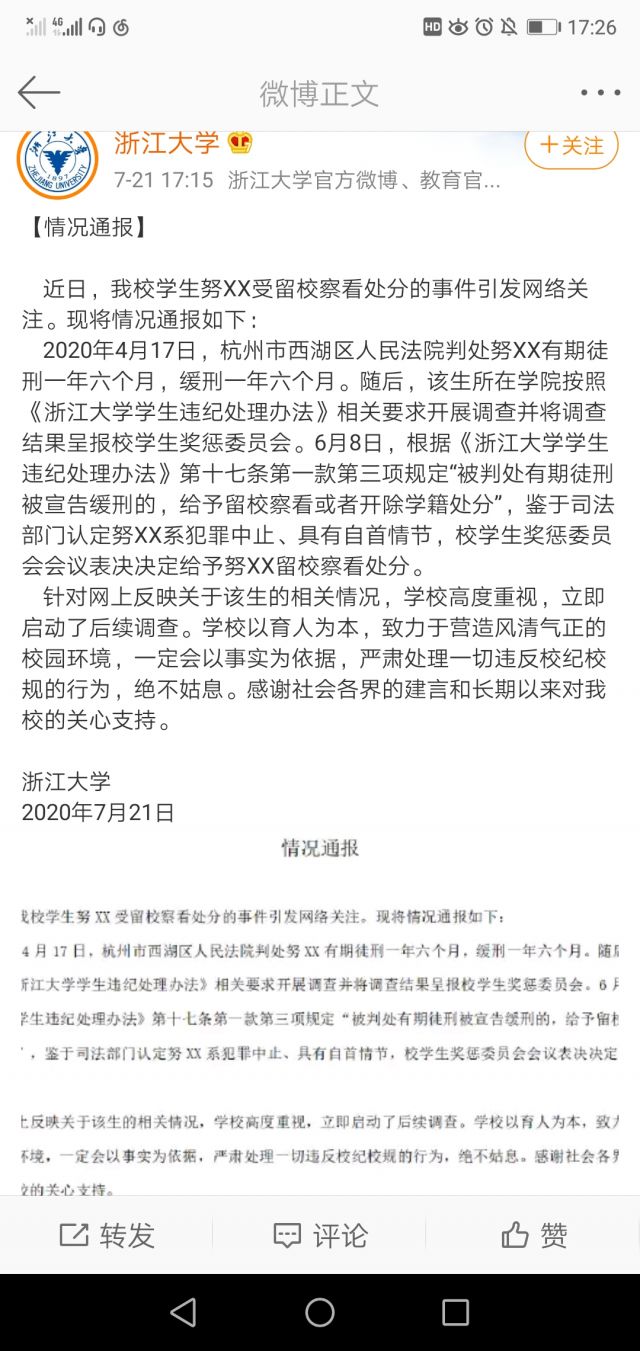 4G
HD
17:26
微博正文
浙江大学
ZHEJIANG UNIVERSITY
1897
浙江大学
+关注
7-21 17:15 浙江大学官方微博、教育官...
【情况通报】
近日，我校学生努XX受留校察看处分的事件引发网络关
注。现将情况通报如下：
2020年4月17日，杭州市西湖区人民法院判处努XX有期徒
刑一年六个月，缓刑一年六个月。随后，该生所在学院按照
《浙江大学学生违纪处理办法》相关要求开展调查并将调查
结果呈报校学生奖惩委员会。6月8日，根据《浙江大学学生
违纪处理办法》第十七条第一款第三项规定“被判处有期徒刑
被宣告缓刑的，给予留校察看或者开除学籍处分”，鉴于司法
部门认定努XX系犯罪中止、具有自首情节，校学生奖惩委员
会会议表决决定给予努XX留校察看处分。
针对网上反映关于该生的相关情况，学校高度重视，立即
启动了后续调查。学校以育人为本，致力于营造风清气正的
校园环境，一定会以事实为依据，严肃处理一切违反校纪校
规的行为，绝不姑息。感谢社会各界的建言和长期以来对我
校的关心支持。
浙江大学
2020年7月21日
情况通报
我校学生努 XX 受留校察看处分的事件引发网络关注。现将情况通报如下：
4 月 17 日，杭州市西湖区人民法院判处努 XX 有期徒刑一年六个月，缓刑一年六个月。随后
浙江大学学生违纪处理办法》相关要求开展调查并将调查结果呈报校学生奖惩委员会。6 月
学生违纪处理办法》第十七条第一款第三项规定“被判处有期徒刑被宣告缓刑的，给予留校
”，鉴于司法部门认定努 XX 系犯罪中止、具有自首情节，校学生奖惩委员会会议表决决定
上反映关于该生的相关情况，学校高度重视，立即启动了后续调查。学校以育人为本，致力
环境，一定会以事实为依据，严肃处理一切违反校纪校规的行为，绝不姑息。感谢社会各界
校的关心支持。
转发
评论
赞